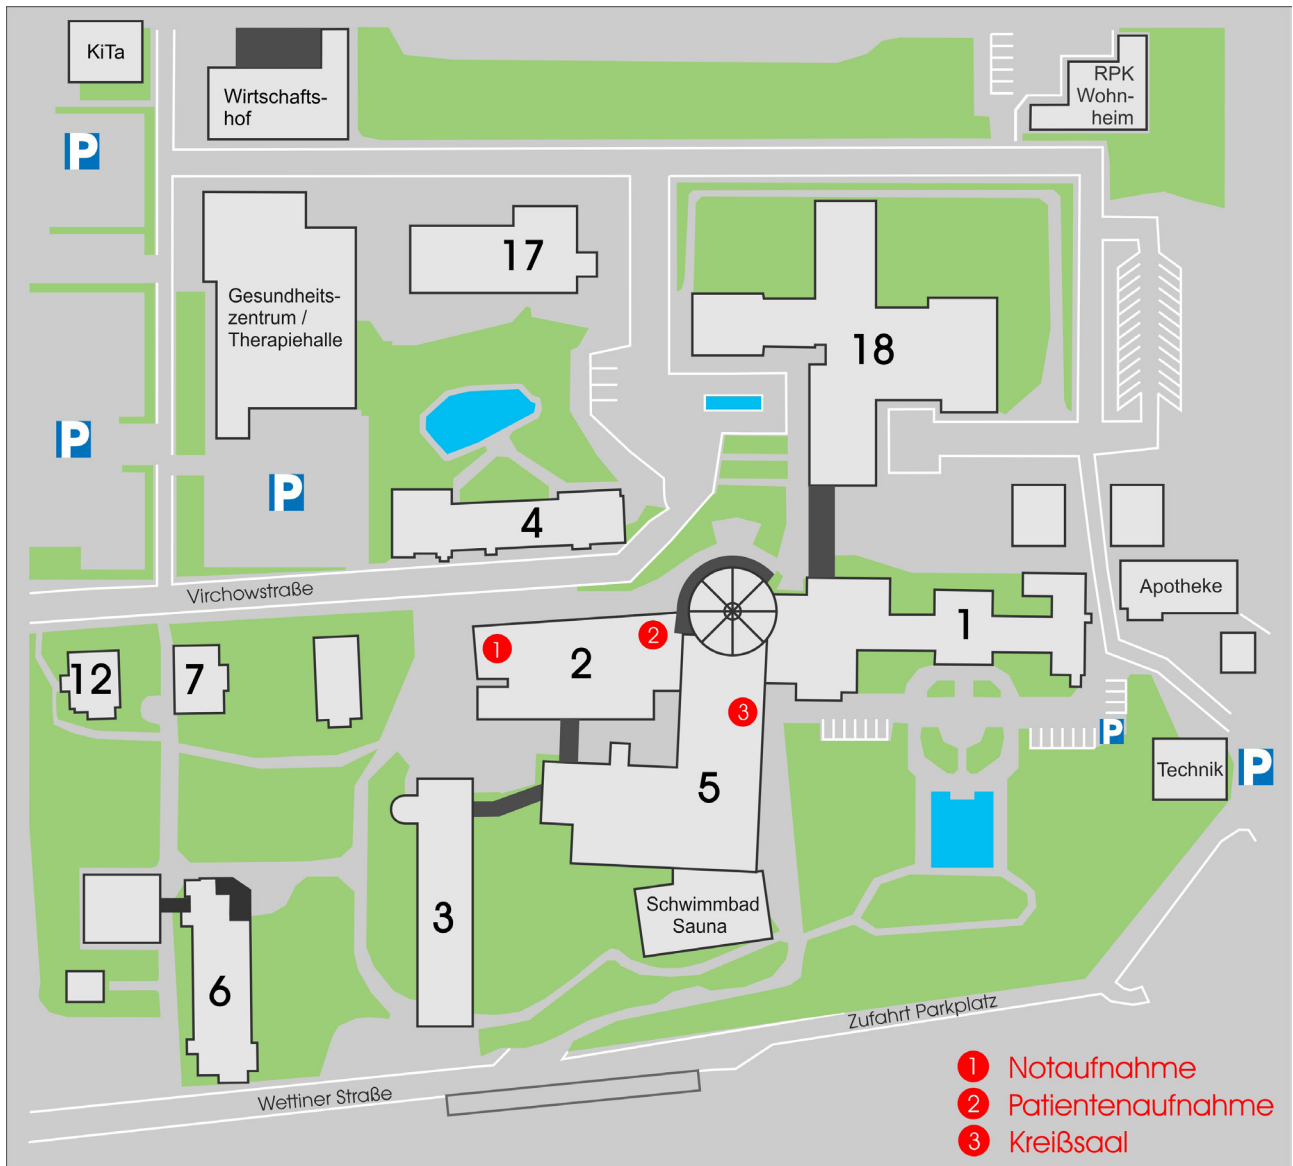 KiTa
Wirtschafts-
hof
RPK
Wohn-
heim
P
17
Gesundheits-
zentrum /
Therapiehalle
18
P
P
4
Virchowstraße
Apotheke
1
2
1
2
12
7
3
P
Technik
P
5
3
Schwimmbad
Sauna
6
Zufahrt Parkplatz
Wettiner Straße
1 Notaufnahme
2 Patientenaufnahme
3 Kreißsaal